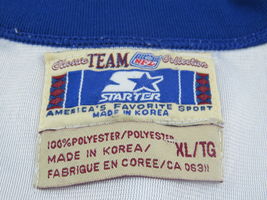 Classic TEAM NFL Collection
STARTER
AMERICA'S FAVORITE SPORT
MADE IN KOREA
100% POLYESTER/POLYESTER
MADE IN KOREA/ XL/TG
FABRIQUE EN COREE/CA 06311